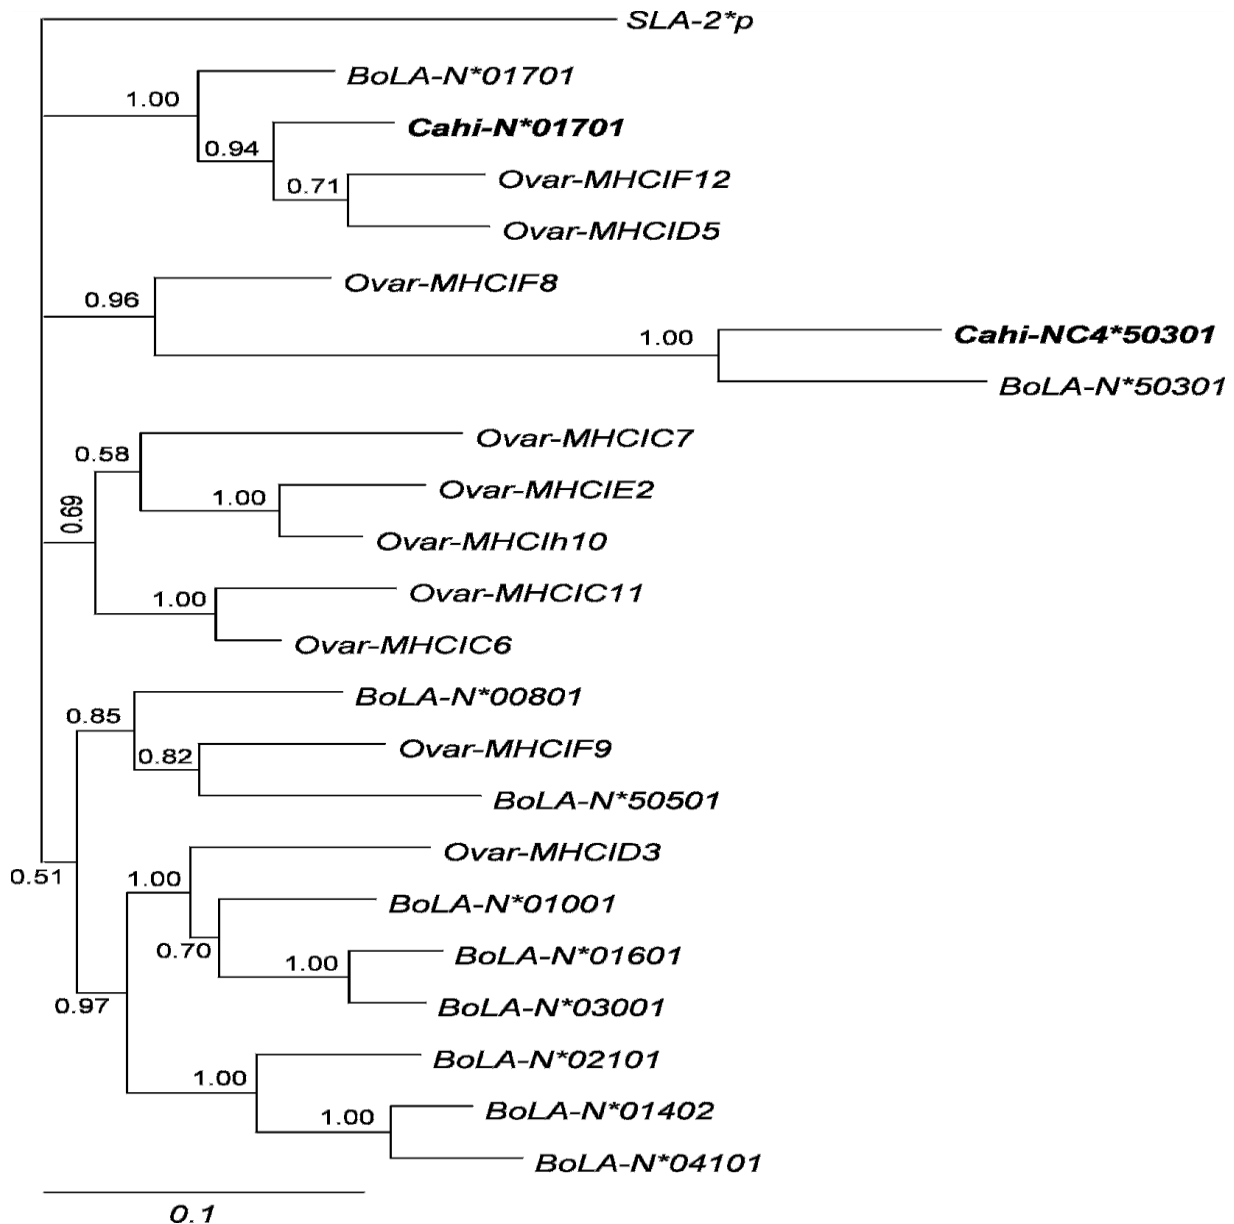 SLA-2*p
BoLA-N*01701
1.00
Cahi-N*01701
0.94
Ovar-MHCIF12
0.71
Ovar-MHCID5
Ovar-MHCIF8
0.96
Cahi-NC4*50301
1.00
BoLA-N*50301
Ovar-MHCIC7
0.58
Ovar-MHCIE2
1.00
0.69
Ovar-MHCIh10
Ovar-MHCIC11
1.00
Ovar-MHCIC6
BoLA-N*00801
0.85
Ovar-MHCIF9
0.82
BoLA-N*50501
Ovar-MHCID3
0.51
1.00
BoLA-N*01001
0.70
BoLA-N*01601
1.00
BoLA-N*03001
0.97
BoLA-N*02101
1.00
BoLA-N*01402
1.00
BoLA-N*04101
0.1